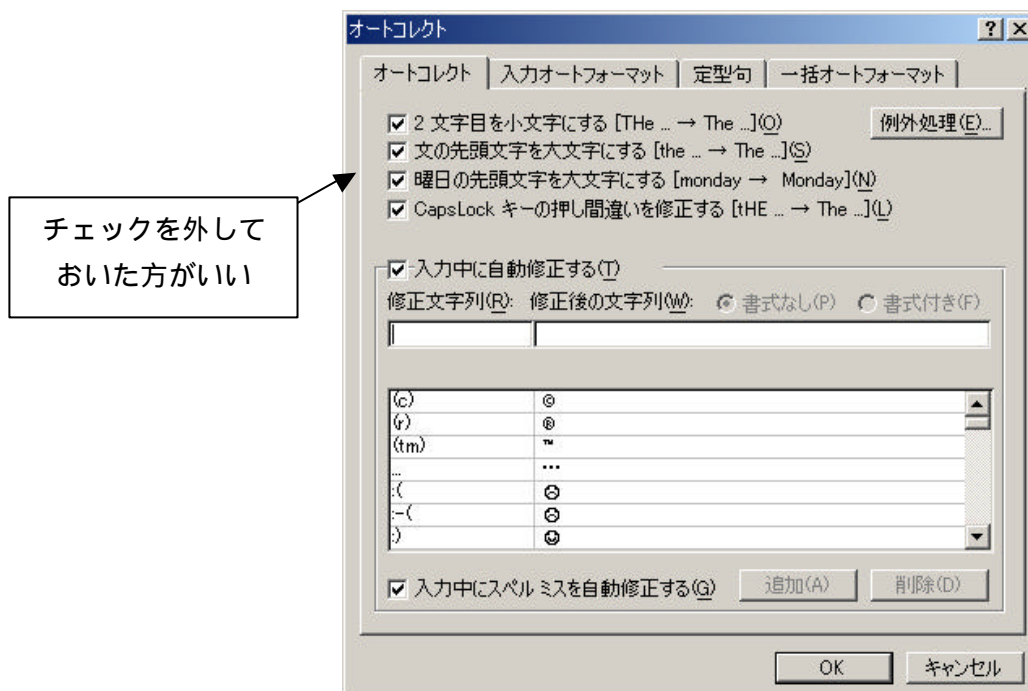 オートコレクト
オートコレクト 入力オートフォーマット 定型句 一括オートフォーマット
2 文字目を小文字にする [THe ... → The ...](O) 例外処理(E)...
文の先頭文字を大文字にする [the ... → The ...](S)
曜日の先頭文字を大文字にする [monday → Monday](N)
CapsLock キーの押し間違いを修正する [tHE ... → The ...](L)
チェックを外して
おいた方がいい
入力中に自動修正する(T)
修正文字列(R): 修正後の文字列(W): 書式なし(P) 書式付き(F)
(c) ©
(r) ®
(tm) ™
... …
:( ☹
:-( ☹
:) ☺
入力中にスペル ミスを自動修正する(G) 追加(A) 削除(D)
OK キャンセル